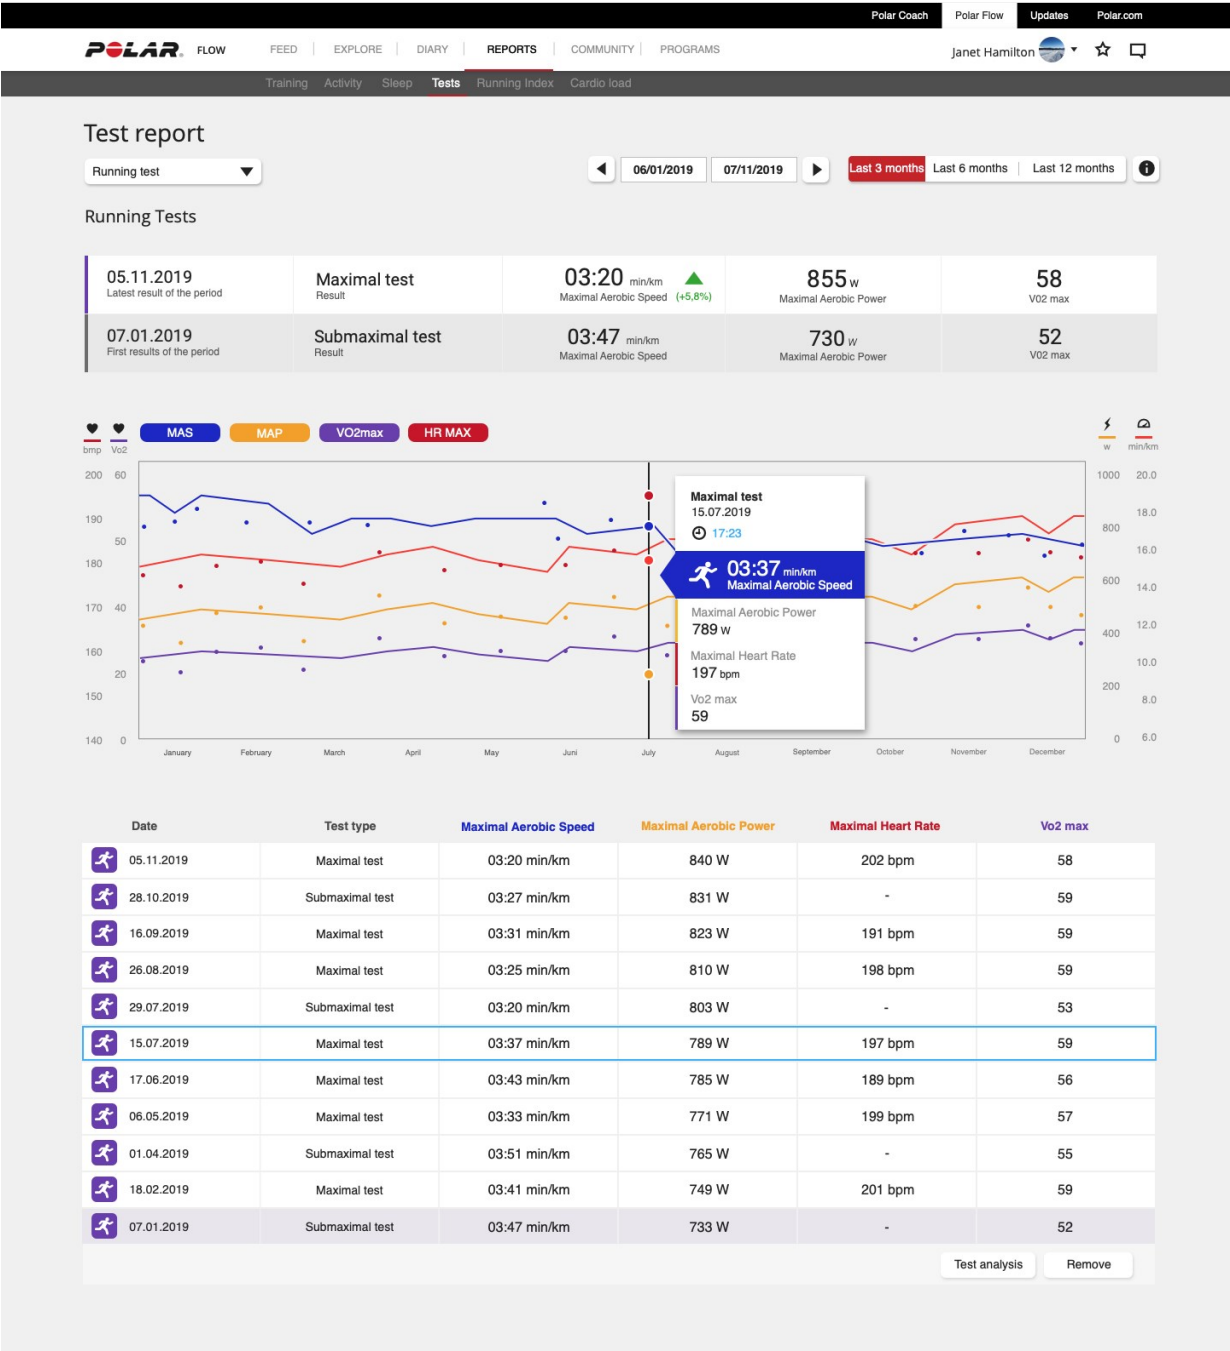 Polar Coach Polar Flow Updates Polar.com
POLAR. FLOW FEED EXPLORE DIARY REPORTS COMMUNITY PROGRAMS Janet Hamilton
Training Activity Sleep Tests Running Index Cardio load
Test report
Running test 06/01/2019 07/11/2019 Last 3 months Last 6 months Last 12 months
Running Tests
05.11.2019 Maximal test 03:20 min/km 855 w 58
Latest result of the period Result Maximal Aerobic Speed (+5,8%) Maximal Aerobic Power V02 max
07.01.2019 Submaximal test 03:47 min/km 730 w 52
First results of the period Result Maximal Aerobic Speed Maximal Aerobic Power V02 max
MAS MAP VO2max HR MAX
bmp Vo2 w min/km
200 60 1000 20.0
Maximal test
15.07.2019 18.0
190 800
17:23
50 16.0
180
03:37 min/km
Maximal Aerobic Speed
600 14.0
170 40 Maximal Aerobic Power
789 w 12.0
400
160 Maximal Heart Rate 10.0
197 bpm
20 200
150 Vo2 max 8.0
59
140 0 0 6.0
January February March April May Juni July August September October November December
Date Test type Maximal Aerobic Speed Maximal Aerobic Power Maximal Heart Rate Vo2 max
05.11.2019 Maximal test 03:20 min/km 840 W 202 bpm 58
28.10.2019 Submaximal test 03:27 min/km 831 W - 59
16.09.2019 Maximal test 03:31 min/km 823 W 191 bpm 59
26.08.2019 Maximal test 03:25 min/km 810 W 198 bpm 59
29.07.2019 Submaximal test 03:20 min/km 803 W - 53
15.07.2019 Maximal test 03:37 min/km 789 W 197 bpm 59
17.06.2019 Maximal test 03:43 min/km 785 W 189 bpm 56
06.05.2019 Maximal test 03:33 min/km 771 W 199 bpm 57
01.04.2019 Submaximal test 03:51 min/km 765 W - 55
18.02.2019 Maximal test 03:41 min/km 749 W 201 bpm 59
07.01.2019 Submaximal test 03:47 min/km 733 W - 52
Test analysis Remove